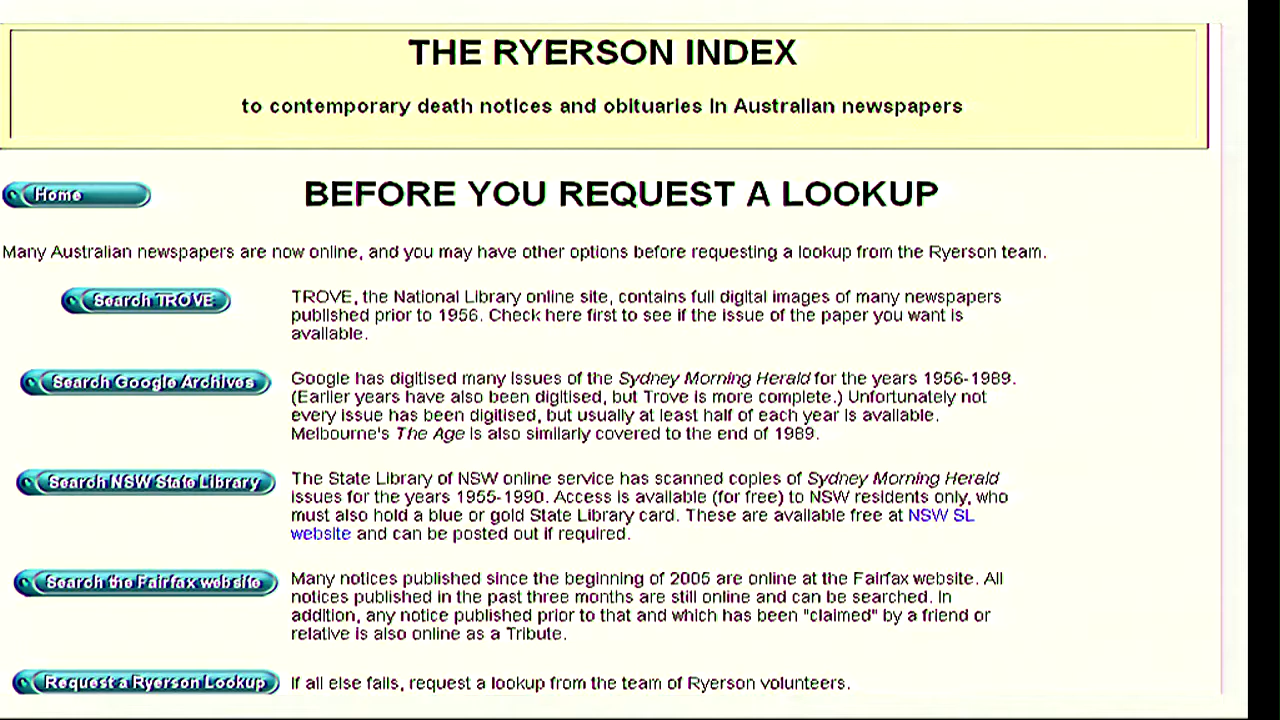 THE RYERSON INDEX
to contemporary death notices and obituaries in Australian newspapers
Home
BEFORE YOU REQUEST A LOOKUP
Many Australian newspapers are now online, and you may have other options before requesting a lookup from the Ryerson team.
Search TROVE
TROVE, the National Library online site, contains full digital images of many newspapers
published prior to 1956. Check here first to see if the issue of the paper you want is
available.
Search Google Archives
Google has digitised many issues of the Sydney Morning Herald for the years 1956-1989.
(Earlier years have also been digitised, but Trove is more complete.) Unfortunately not
every issue has been digitised, but usually at least half of each year is available.
Melbourne's The Age is also similarly covered to the end of 1989.
Search NSW State Library
The State Library of NSW online service has scanned copies of Sydney Morning Herald
issues for the years 1955-1990. Access is available (for free) to NSW residents only, who
must also hold a blue or gold State Library card. These are available free at NSW SL
website and can be posted out if required.
Search the Fairfax website
Many notices published since the beginning of 2005 are online at the Fairfax website. All
notices published in the past three months are still online and can be searched. In
addition, any notice published prior to that and which has been "claimed" by a friend or
relative is also online as a Tribute.
Request a Ryerson Lookup
If all else fails, request a lookup from the team of Ryerson volunteers.